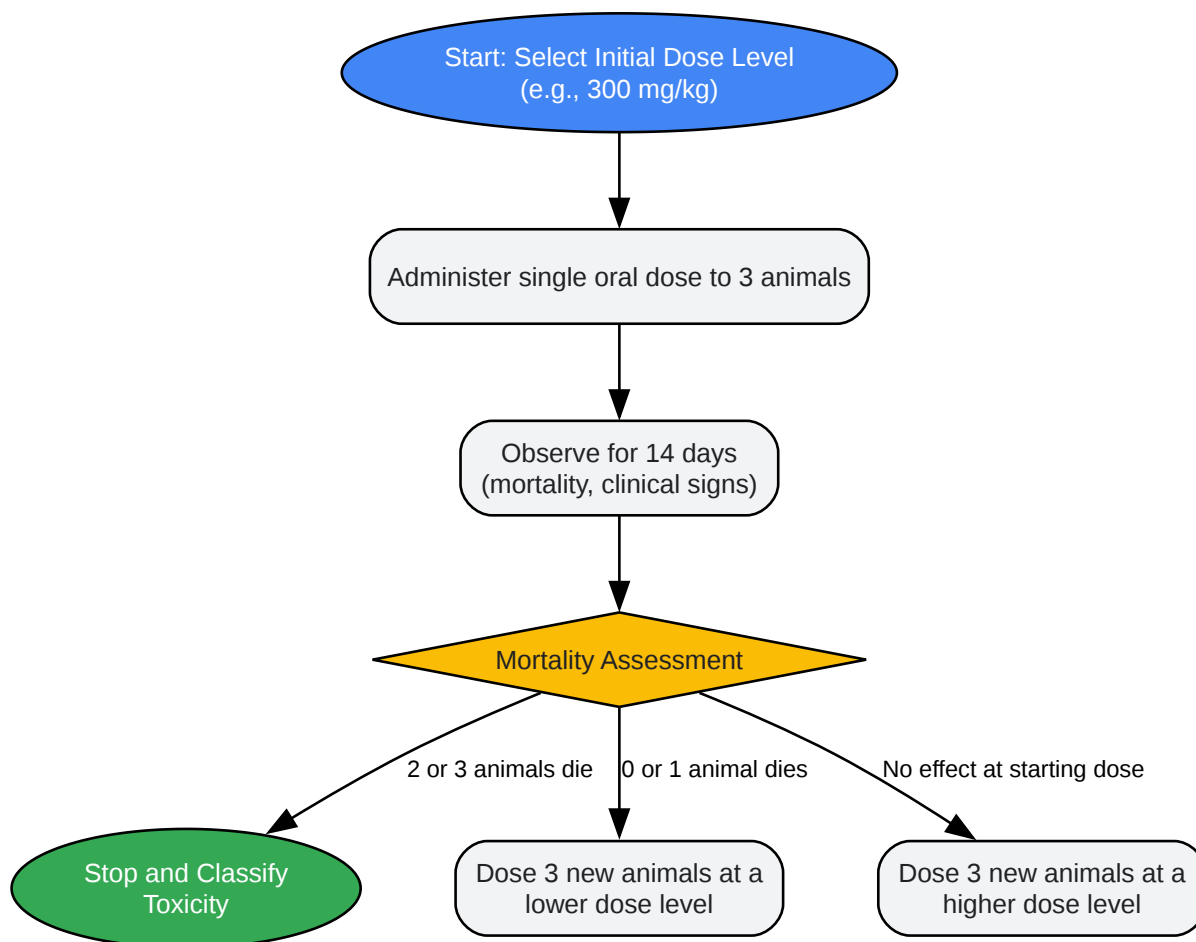 Start: Select Initial Dose Level
(e.g., 300 mg/kg)
Administer single oral dose to 3 animals
Observe for 14 days
(mortality, clinical signs)
Mortality Assessment
2 or 3 animals die
0 or 1 animal dies
No effect at starting dose
Stop and Classify
Toxicity
Dose 3 new animals at a
lower dose level
Dose 3 new animals at a
higher dose level